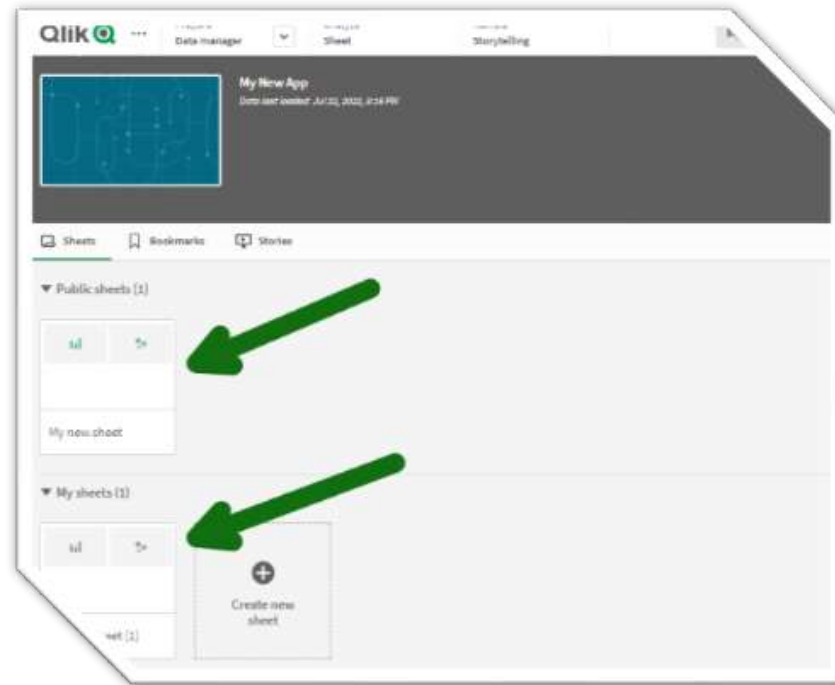 Qlik
Data manager
Sheet
Storytelling
My New App
Sheets
Bookmarks
Stories
Public sheets (1)
My new sheet
My sheets (1)
Create new
sheet
(1)